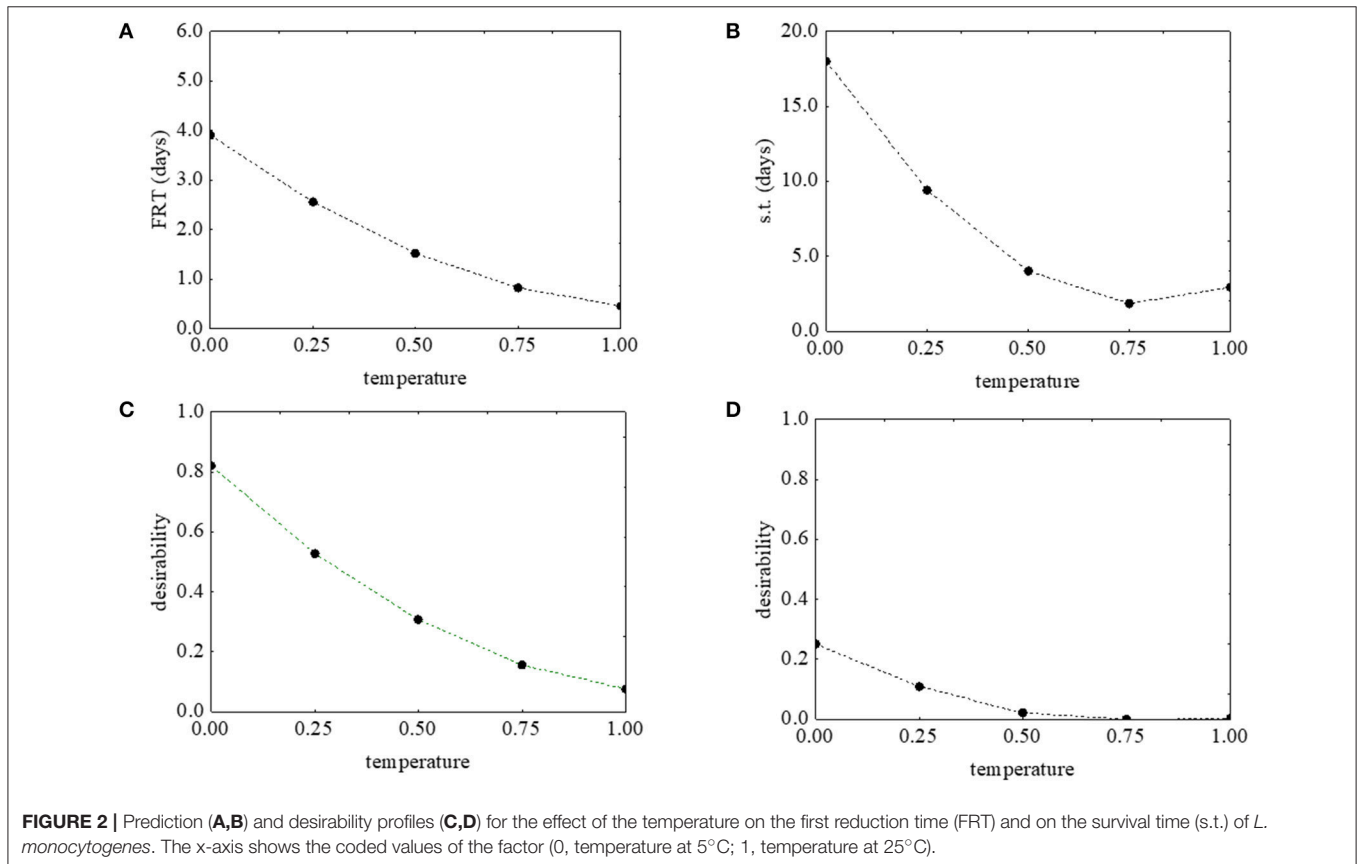 A
6.0
5.0
4.0
3.0
2.0
1.0
0.0
FRT (days)
0.00 0.25 0.50 0.75 1.00
temperature
B
20.0
15.0
10.0
5.0
0.0
s.t. (days)
0.00 0.25 0.50 0.75 1.00
temperature
C
1.0
0.8
0.6
0.4
0.2
0.0
desirability
0.00 0.25 0.50 0.75 1.00
temperature
D
1.0
0.8
0.6
0.4
0.2
0.0
desirability
0.00 0.25 0.50 0.75 1.00
temperature
FIGURE 2 | Prediction (A,B) and desirability profiles (C,D) for the effect of the temperature on the first reduction time (FRT) and on the survival time (s.t.) of L.
monocytogenes. The x-axis shows the coded values of the factor (0, temperature at 5°C; 1, temperature at 25°C).